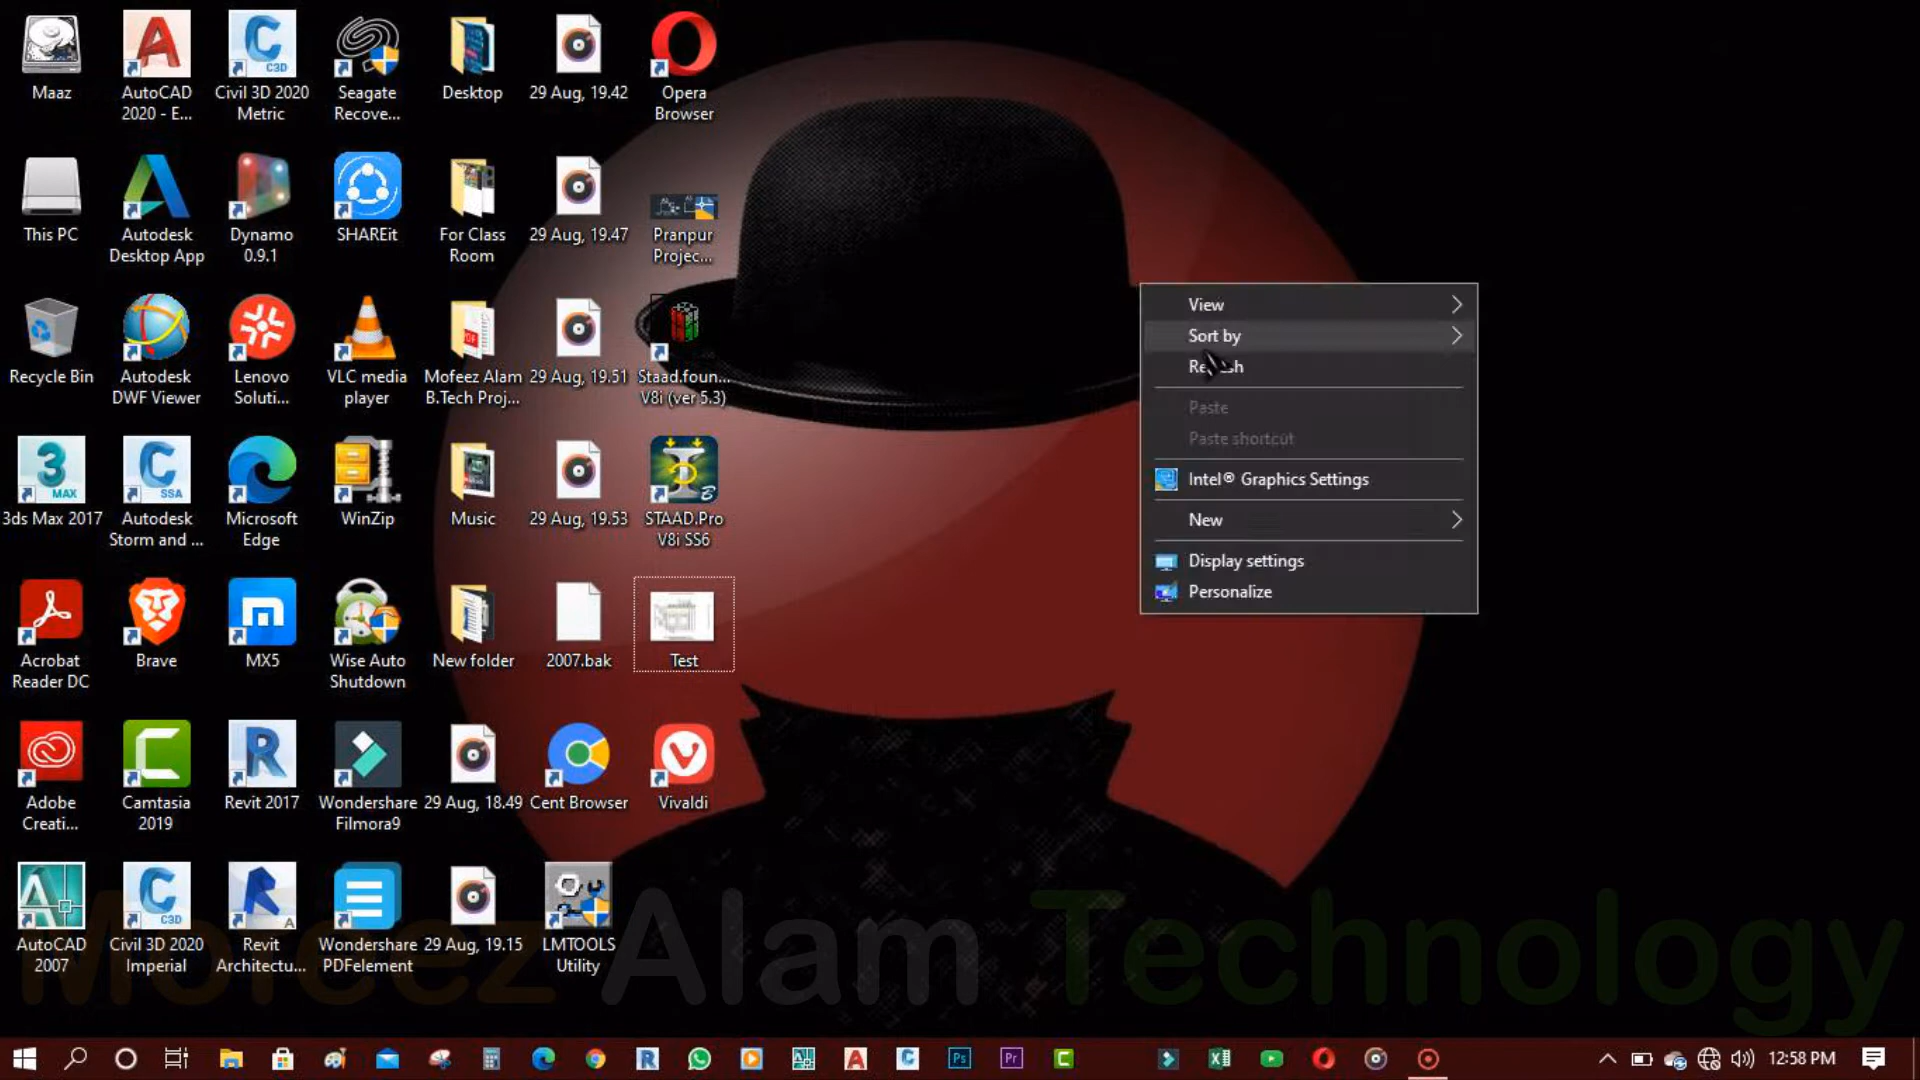 Maaz
AutoCAD
2020 - E...
Civil 3D 2020
Metric
Seagate
Recove...
Desktop
29 Aug, 19.42
Opera
Browser
This PC
Autodesk
Desktop App
Dynamo
0.9.1
SHAREit
For Class
Room
29 Aug, 19.47
Pranpur
Projec...
Recycle Bin
Autodesk
DWF Viewer
Lenovo
Soluti...
VLC media
player
Mofeez Alam
B.Tech Proj...
29 Aug, 19.51
Staad.foun...
V8i (ver 5.3)
3ds Max 2017
Autodesk
Storm and ...
Microsoft
Edge
WinZip
Music
29 Aug, 19.53
STAAD.Pro
V8i SS6
Acrobat
Reader DC
Brave
MX5
Wise Auto
Shutdown
New folder
2007.bak
Test
Adobe
Creati...
Camtasia
2019
Revit 2017
Wondershare
Filmora9
29 Aug, 18.49
Cent Browser
Vivaldi
AutoCAD
2007
Civil 3D 2020
Imperial
Revit
Architectu...
Wondershare
PDFelement
29 Aug, 19.15
LMTOOLS
Utility
View
Sort by
Refresh
Paste
Paste shortcut
Intel® Graphics Settings
New
Display settings
Personalize
Mofeez Alam Technology
12:58 PM